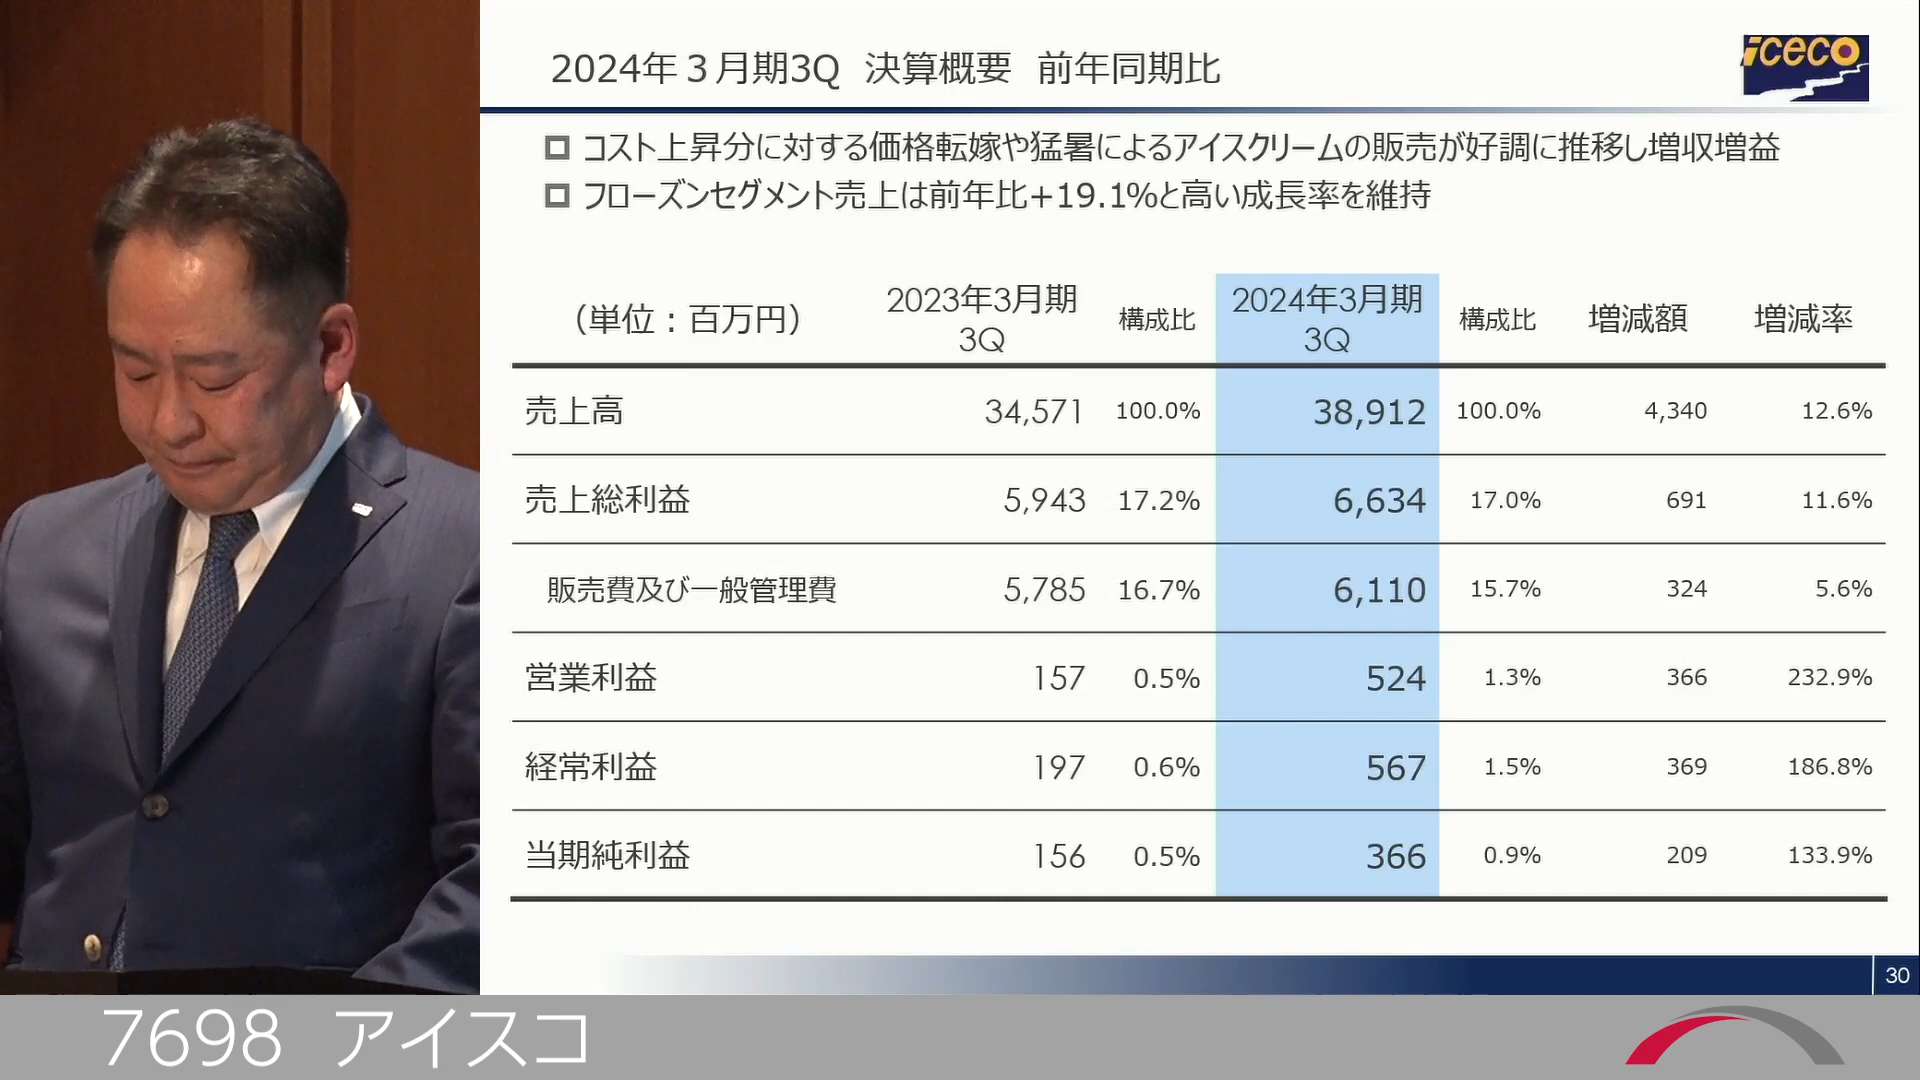 2024年３月期3Q 決算概要 前年同期比
iceco
コスト上昇分に対する価格転嫁や猛暑によるアイスクリームの販売が好調に推移し増収増益
フローズンセグメント売上は前年比+19.1%と高い成長率を維持
（単位：百万円） 2023年3月期 3Q 構成比 2024年3月期 3Q 構成比 増減額 増減率
売上高 34,571 100.0% 38,912 100.0% 4,340 12.6%
売上総利益 5,943 17.2% 6,634 17.0% 691 11.6%
販売費及び一般管理費 5,785 16.7% 6,110 15.7% 324 5.6%
営業利益 157 0.5% 524 1.3% 366 232.9%
経常利益 197 0.6% 567 1.5% 369 186.8%
当期純利益 156 0.5% 366 0.9% 209 133.9%
30
7698 アイスコ